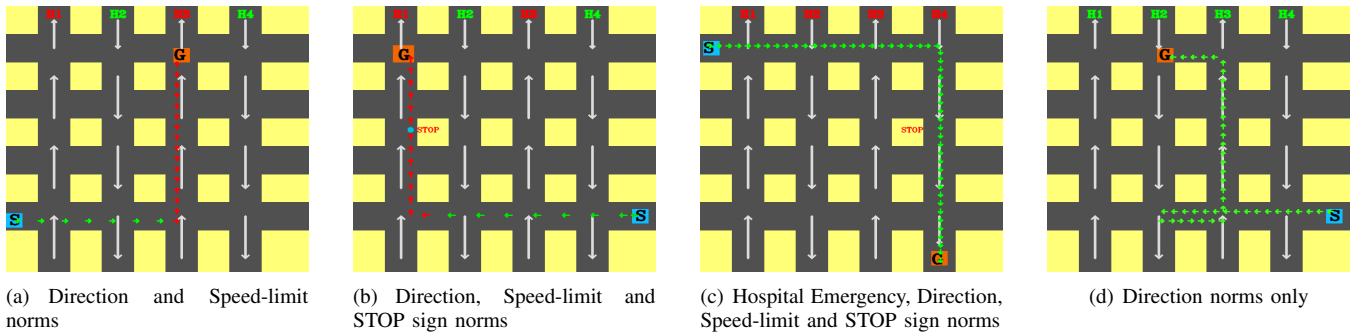 H1 H2 H3 H4
G
S
(a) Direction and Speed-limit
norms
H1 H2 H3 H4
G
STOP
S
(b) Direction, Speed-limit and
STOP sign norms
H1 H2 H3 H4
S
STOP
G
(c) Hospital Emergency, Direction,
Speed-limit and STOP sign norms
H1 H2 H3 H4
G
S
(d) Direction norms only